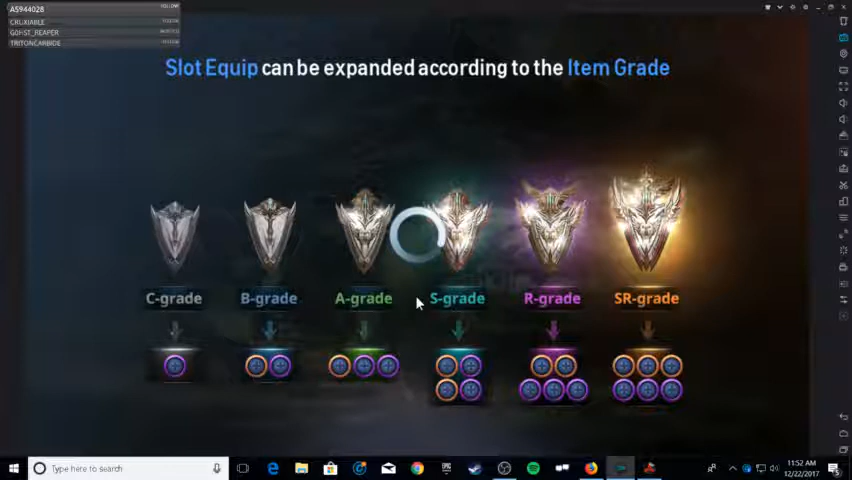 A5944028
CRUXIABLE
G0HST_REAPER
TRITONCARBIDE
Slot Equip can be expanded according to the Item Grade
C-grade B-grade A-grade S-grade R-grade SR-grade
Type here to search
11:52 AM
12/22/2017